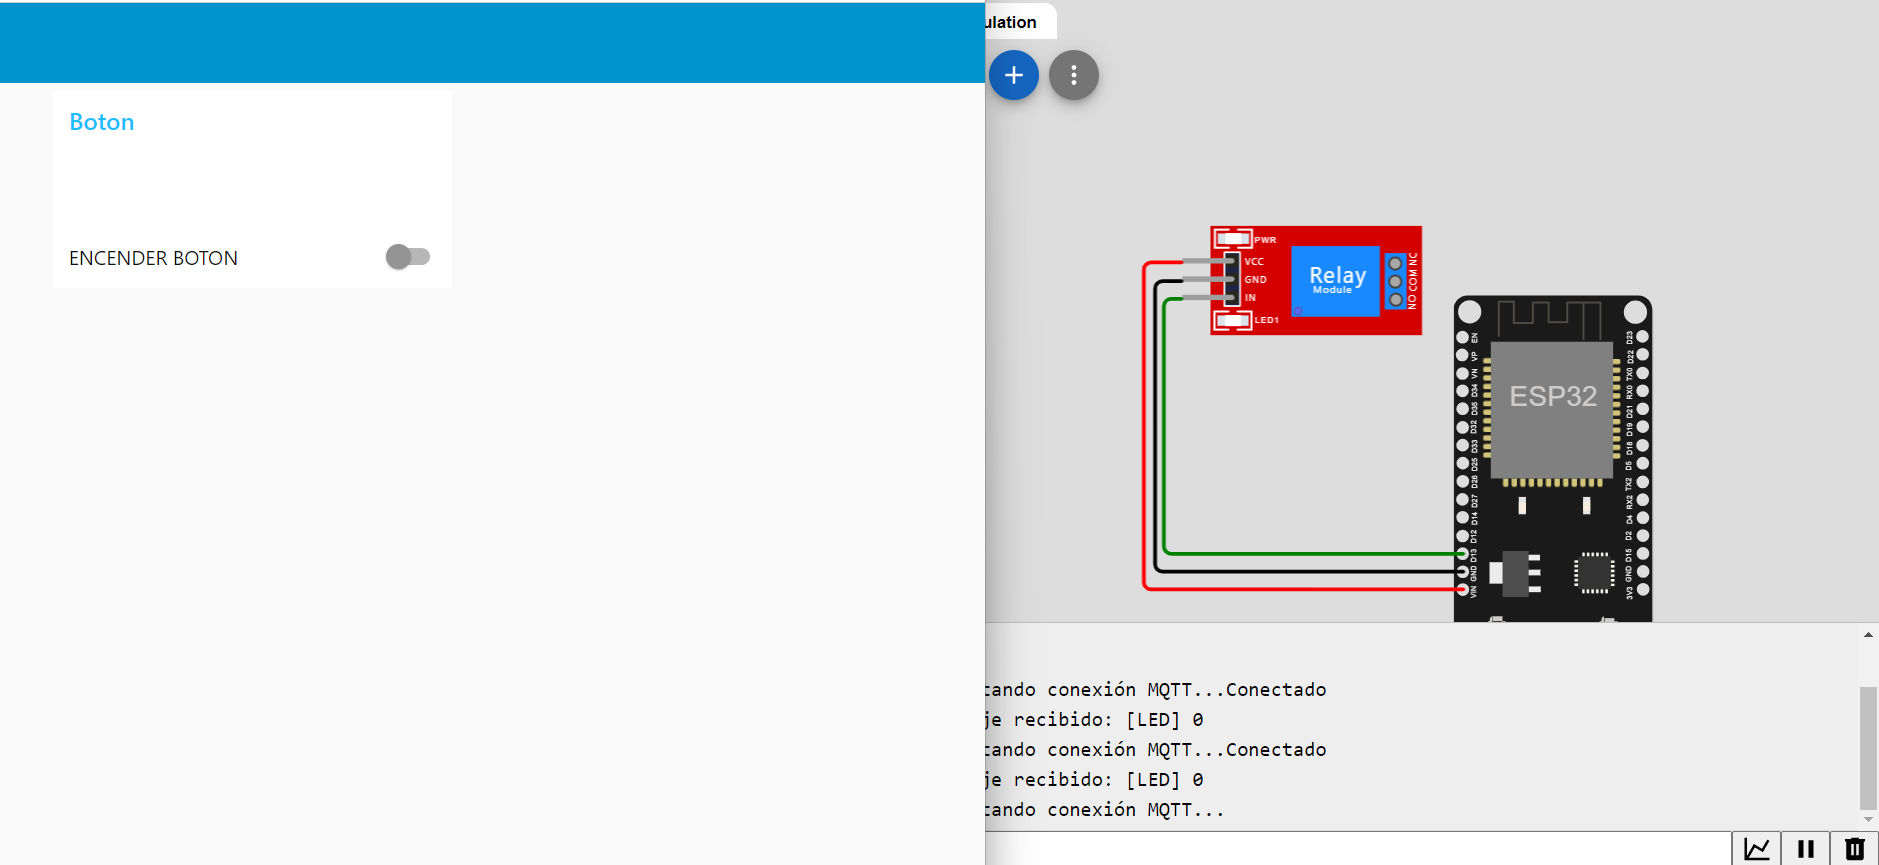 Boton
ENCENDER BOTON
ulation
PWR
VCC
GND
IN
LED1
Relay
Module
NO COM NC
ESP32
EN
VP
VN
D34
D35
D32
D33
D25
D26
D27
D14
D12
D13
GND
VIN
D23
D22
TX0
RX0
D21
D19
D18
D5
TX2
RX2
D4
D2
D15
GND
3V3
tando conexión MQTT...Conectado
je recibido: [LED] 0
tando conexión MQTT...Conectado
je recibido: [LED] 0
tando conexión MQTT...